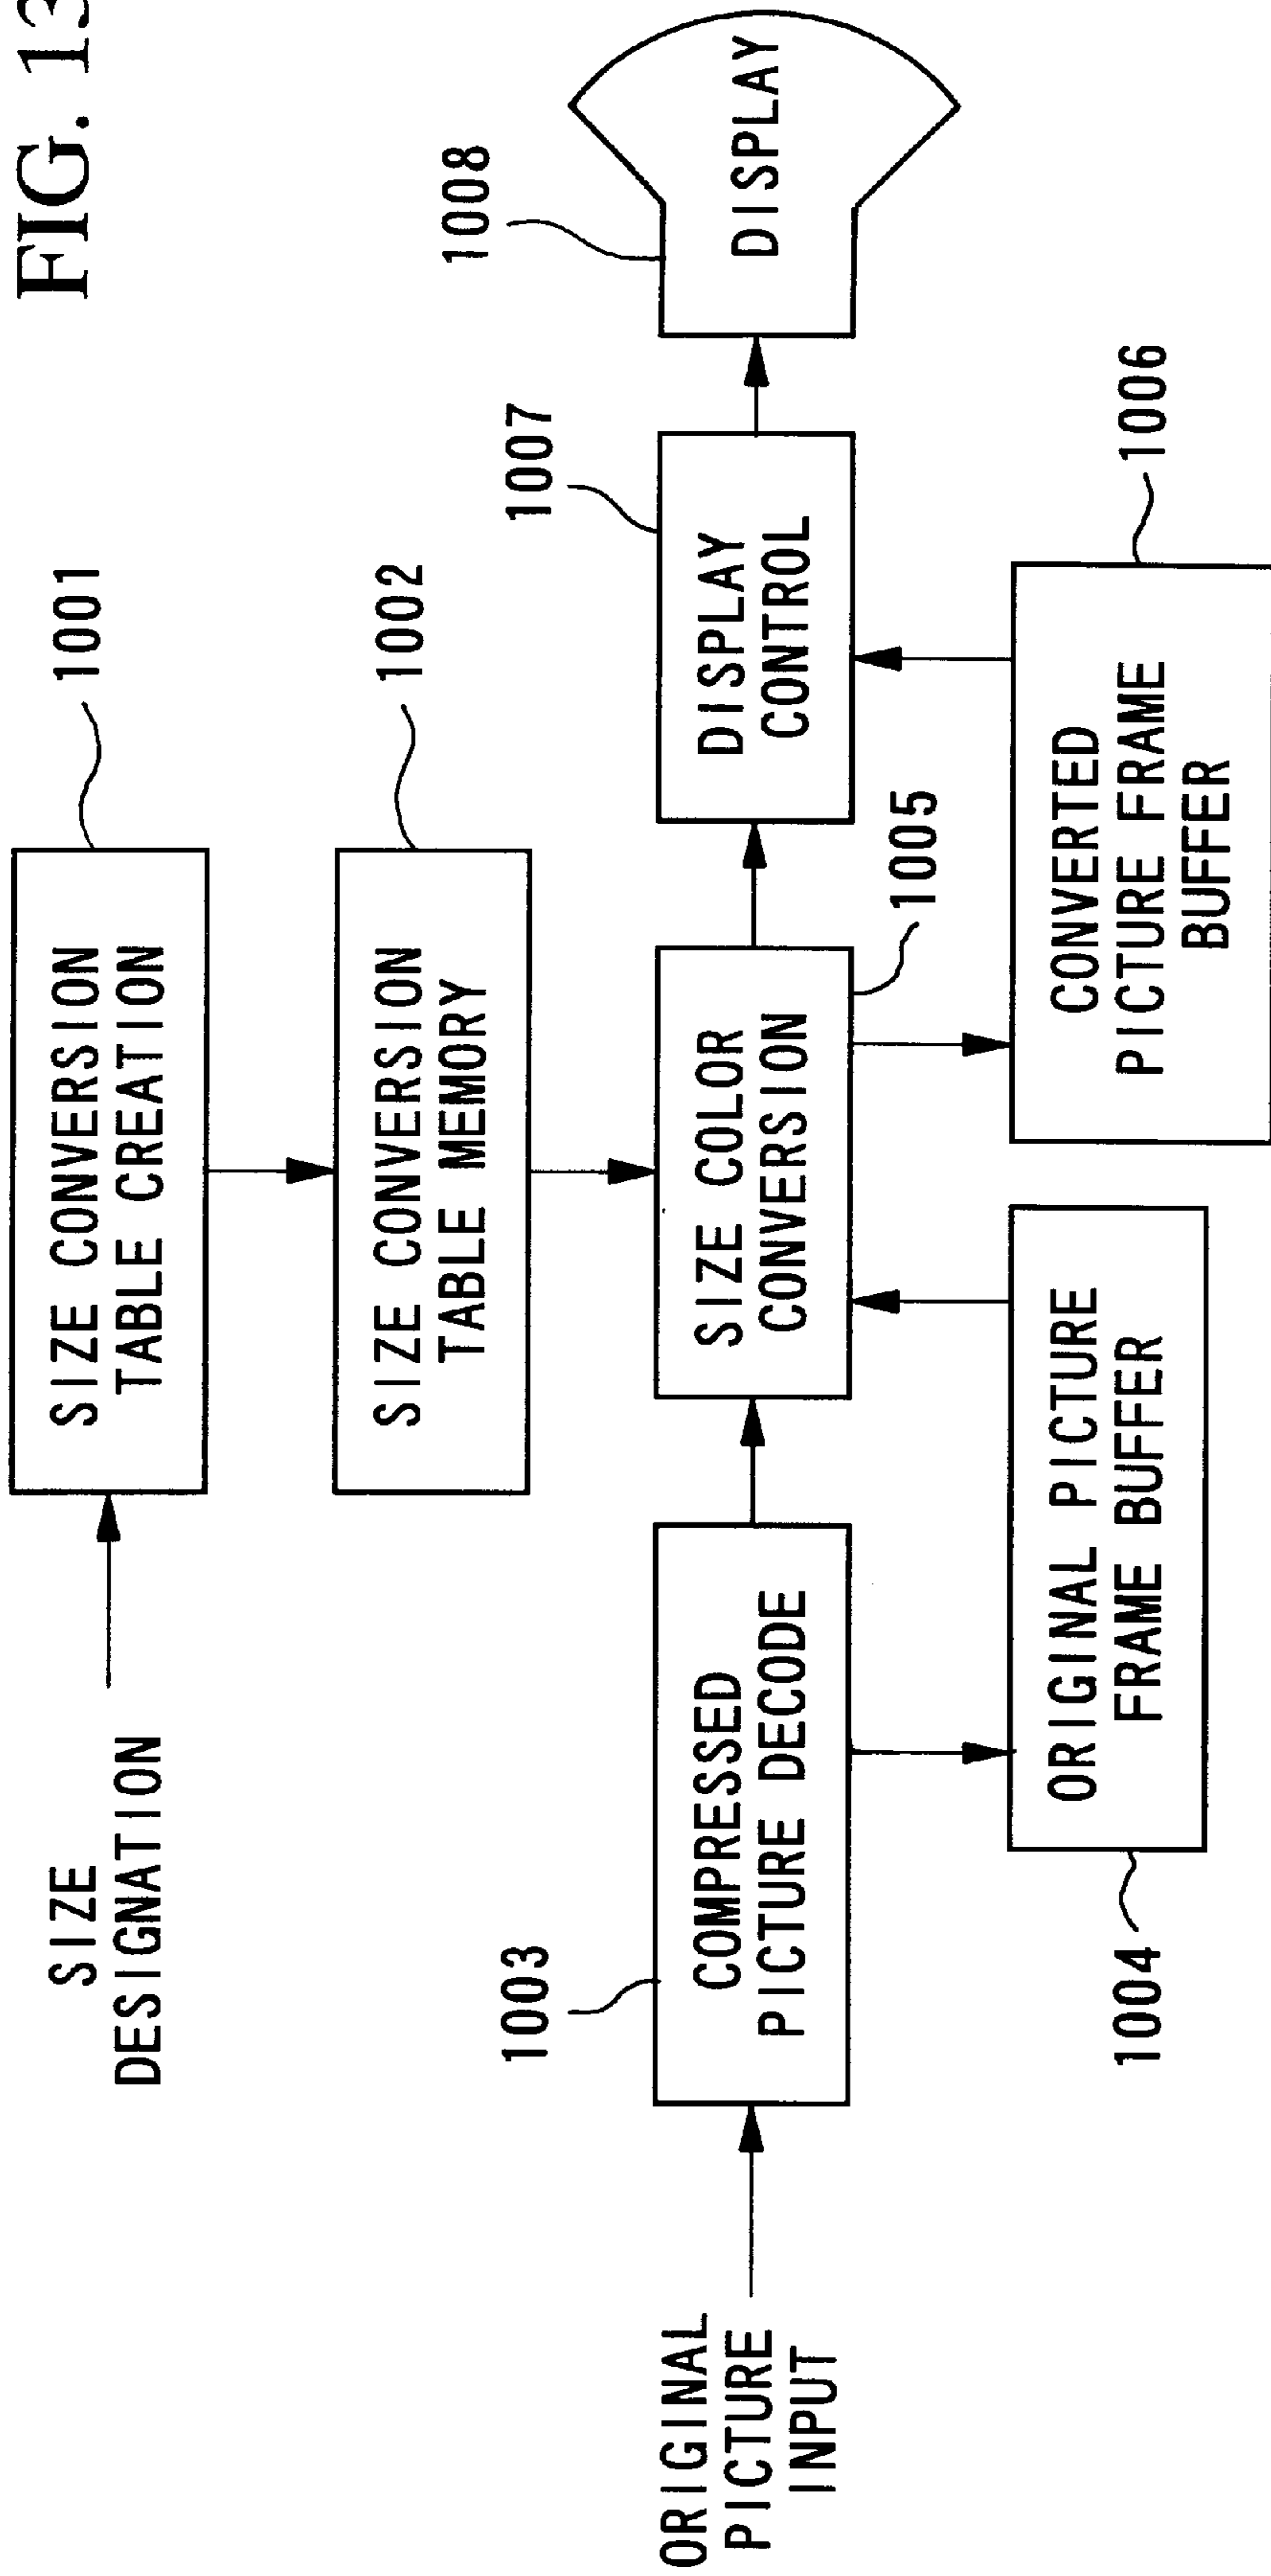 FIG. 13
SIZE
DESIGNATION
SIZE CONVERSION
TABLE CREATION
1001
SIZE CONVERSION
TABLE MEMORY
1002
ORIGINAL
PICTURE
INPUT
1003
COMPRESSED
PICTURE DECODE
SIZE COLOR
CONVERSION
1005
DISPLAY
CONTROL
1007
DISPLAY
1008
1004
ORIGINAL PICTURE
FRAME BUFFER
CONVERTED
PICTURE FRAME
BUFFER
1006